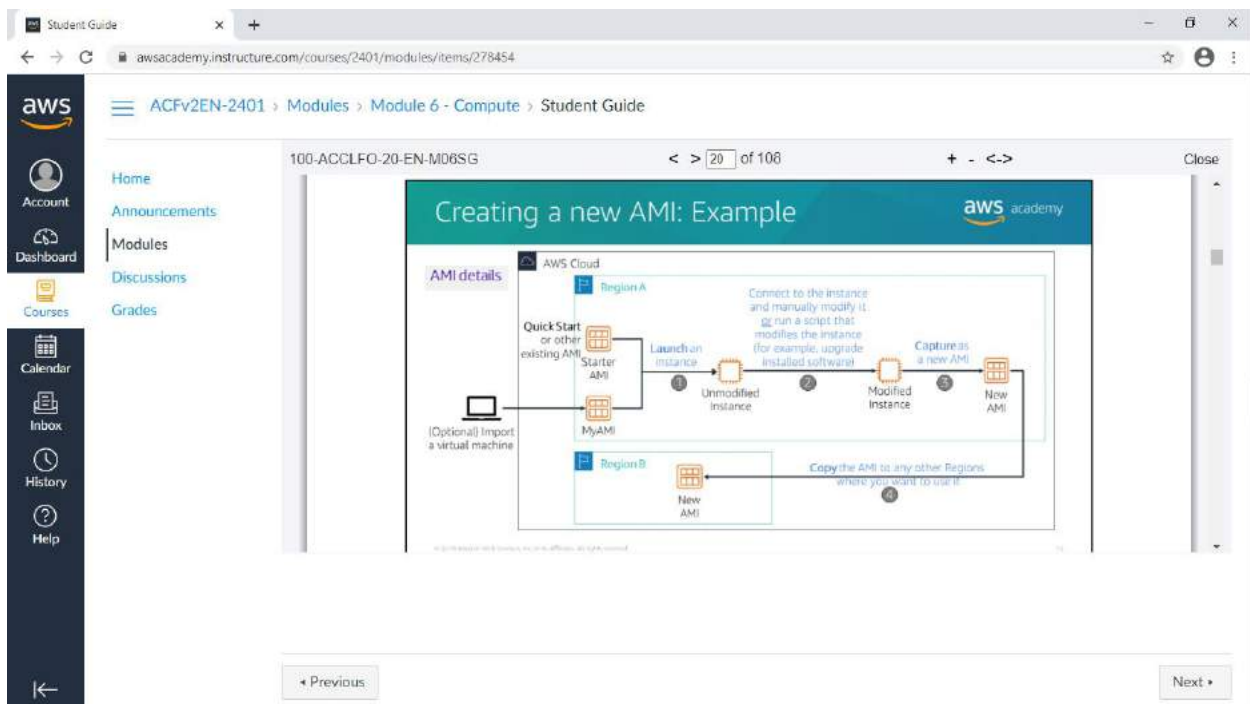 Student Guide
awsacademy.instructure.com/courses/2401/modules/items/278454
aws
ACFv2EN-2401 › Modules › Module 6 - Compute › Student Guide
Account
Dashboard
Courses
Calendar
Inbox
History
Help
Home
Announcements
Modules
Discussions
Grades
100-ACCLFO-20-EN-M06SG
< > 20 of 108
+ - <->
Close
Creating a new AMI: Example
aws academy
AMI details
AWS Cloud
Region A
Quick Start
or other
existing AMI
Starter
AMI
MyAMI
(Optional) Import
a virtual machine
Launch an
instance
1
Unmodified
Instance
Connect to the instance
and manually modify it
or run a script that
modifies the instance
(for example, upgrade
installed software)
2
Modified
Instance
Capture as
a new AMI
3
New
AMI
Region B
New
AMI
Copy the AMI to any other Regions
where you want to use it
4
Previous
Next